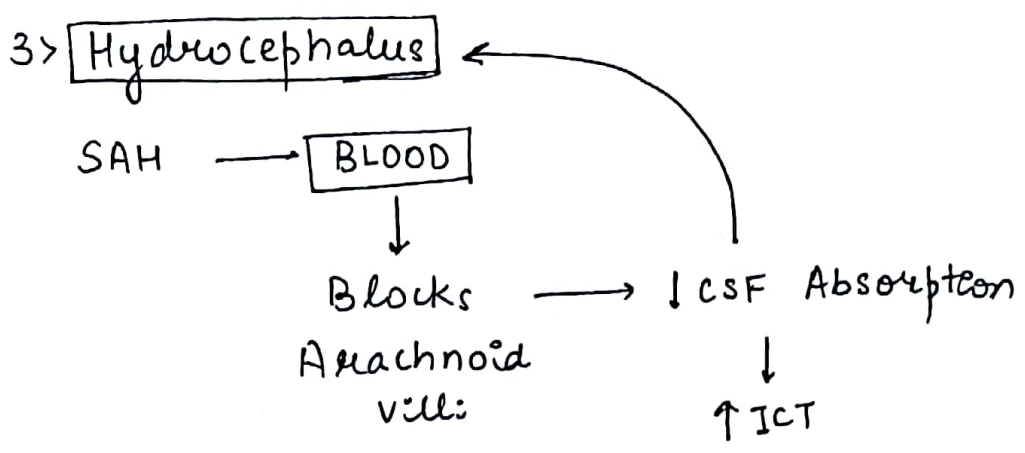 3> Hydrocephalus
SAH → BLOOD
↓
Blocks → ↓ CSF Absorption
Arachnoid
villi
↓
↑ ICT